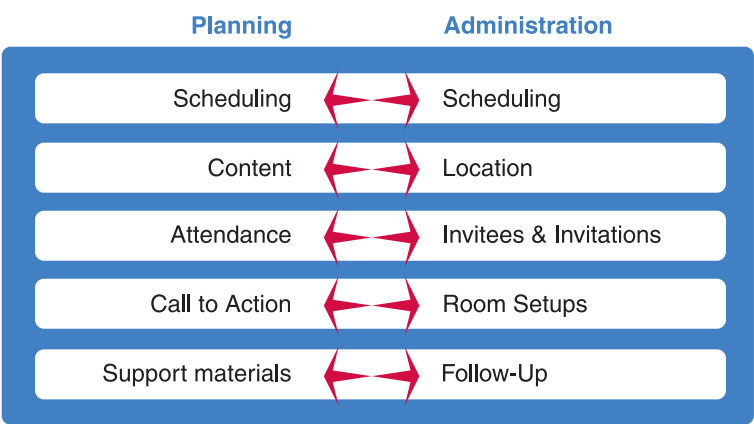 Planning Administration
Scheduling Scheduling
Content Location
Attendance Invitees & Invitations
Call to Action Room Setups
Support materials Follow-Up